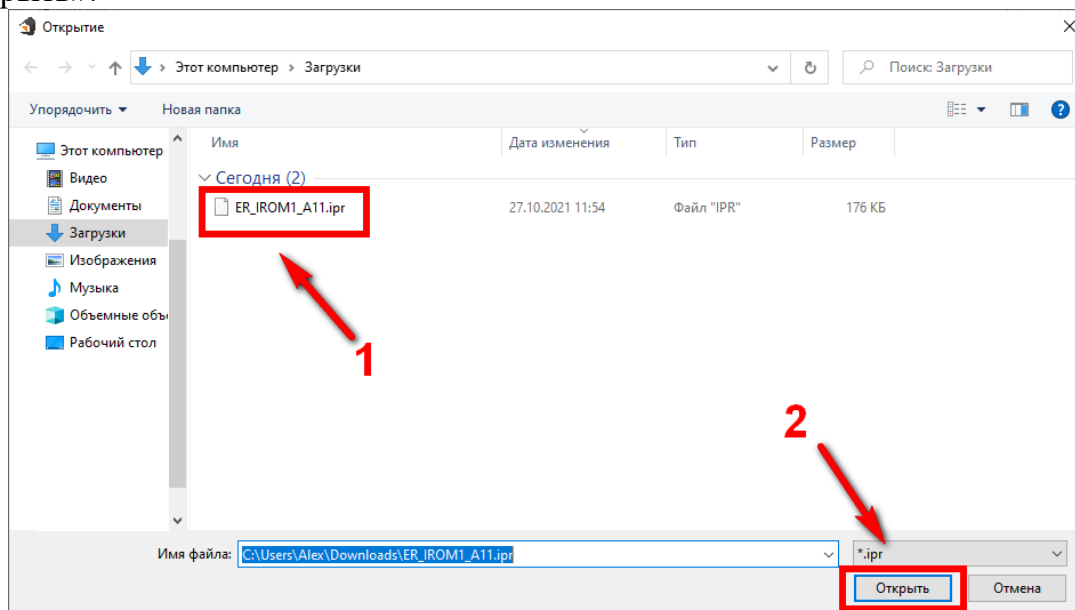 Открытие
Этот компьютер › Загрузки
Поиск: Загрузки
Упорядочить
Новая папка
Имя
Дата изменения
Тип
Размер
Этот компьютер
Видео
Документы
Загрузки
Изображения
Музыка
Объемные объ
Рабочий стол
Сегодня (2)
ER_IROM1_A11.ipr
27.10.2021 11:54
Файл "IPR"
176 КБ
1
2
Имя файла:
C:\Users\Alex\Downloads\ER_IROM1_A11.ipr
*.ipr
Открыть
Отмена